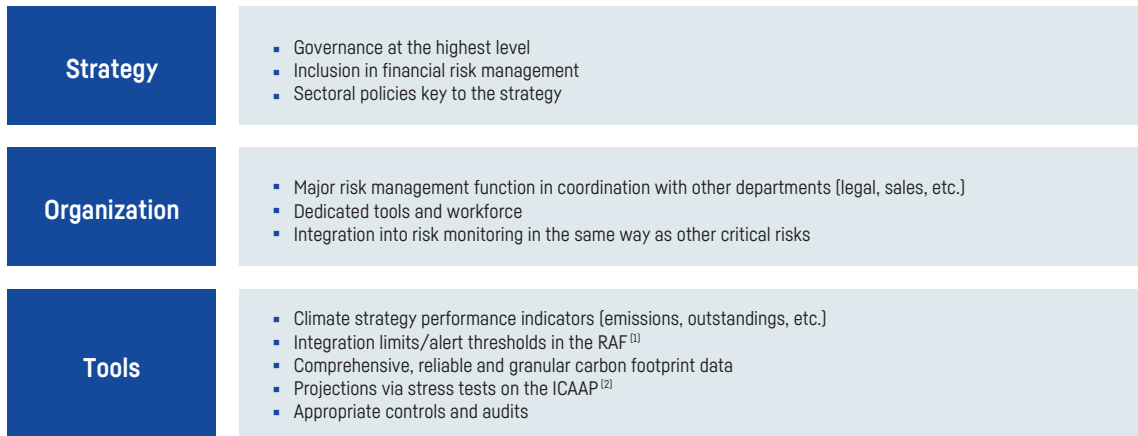 Strategy
▪ Governance at the highest level
▪ Inclusion in financial risk management
▪ Sectoral policies key to the strategy
Organization
▪ Major risk management function in coordination with other departments (legal, sales, etc.)
▪ Dedicated tools and workforce
▪ Integration into risk monitoring in the same way as other critical risks
Tools
▪ Climate strategy performance indicators (emissions, outstandings, etc.)
▪ Integration limits/alert thresholds in the RAF (1)
▪ Comprehensive, reliable and granular carbon footprint data
▪ Projections via stress tests on the ICAAP (2)
▪ Appropriate controls and audits